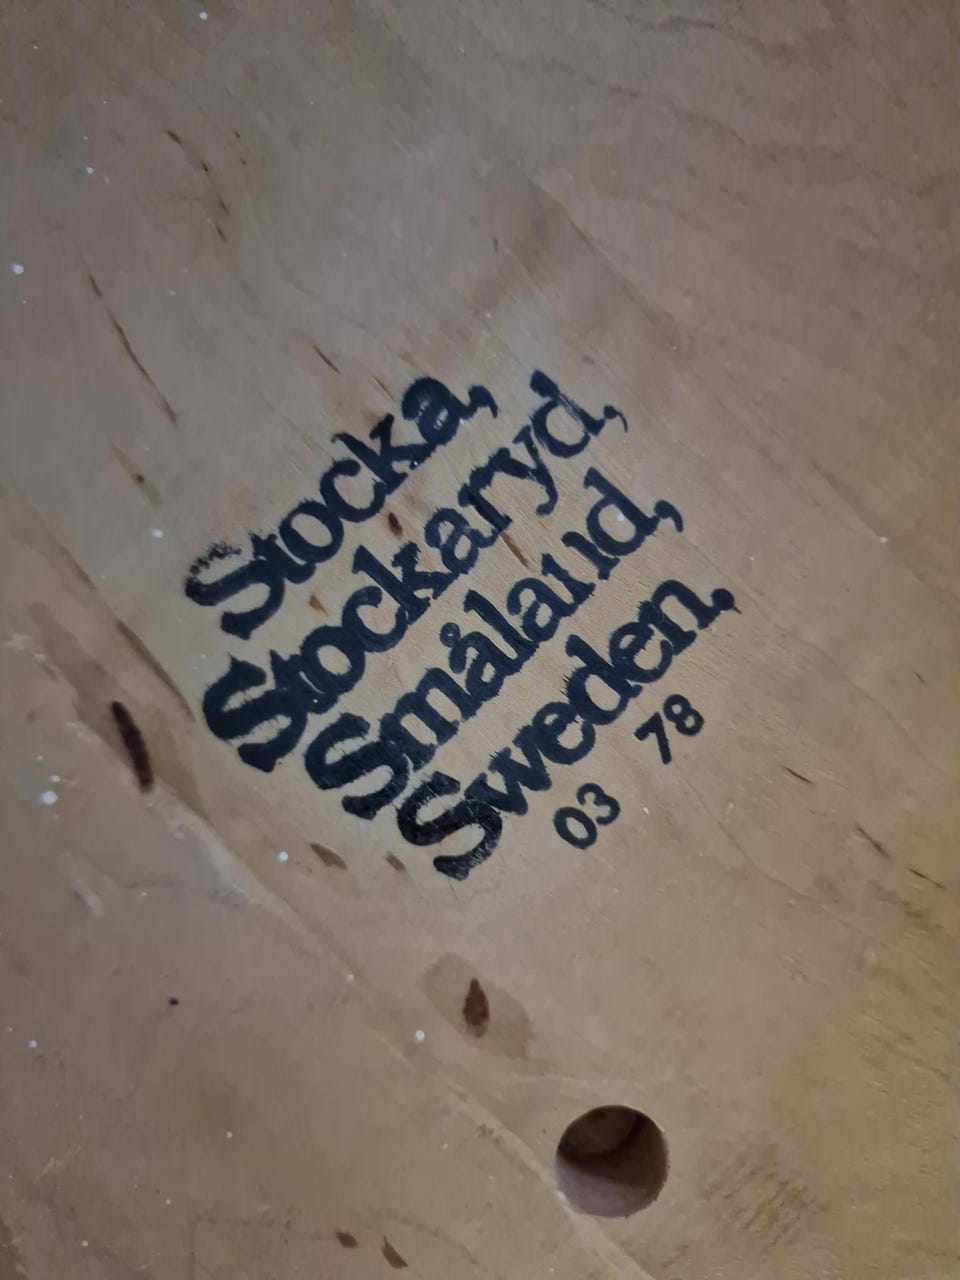 Stocka,
Stockaryd,
Småland,
Sweden.
03 78